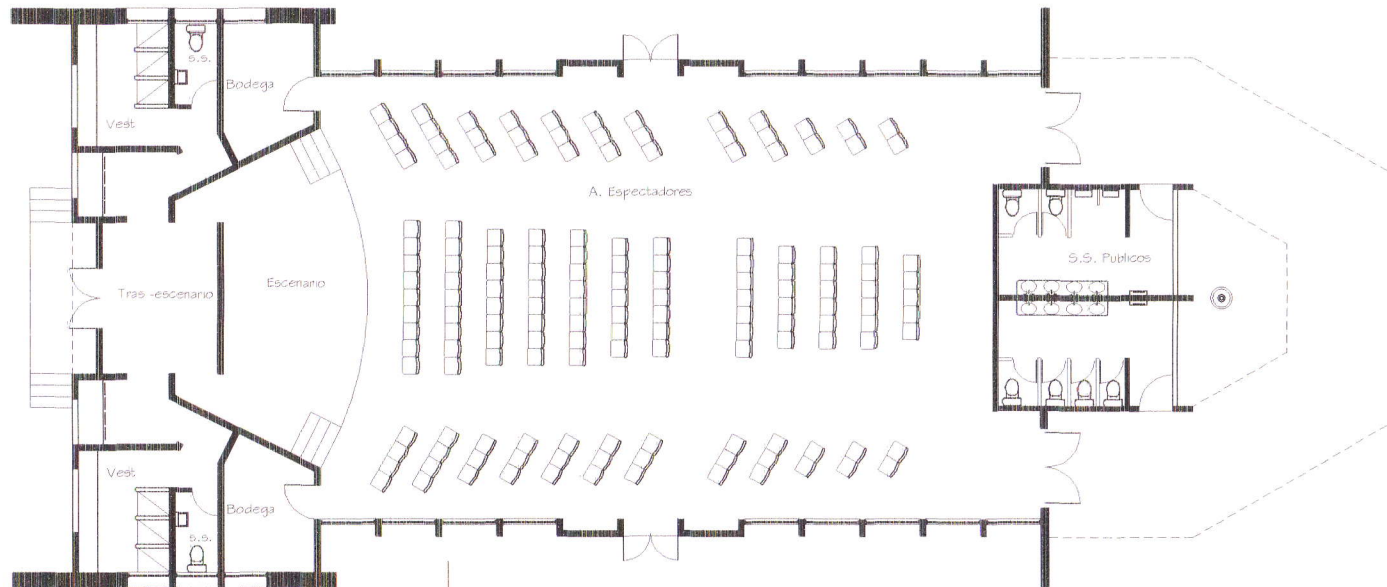 S.S.
Bodega
Vest
A. Espectadores
S.S. Publicos
Escenario
Tras -escenario
Vest
Bodega
S.S.